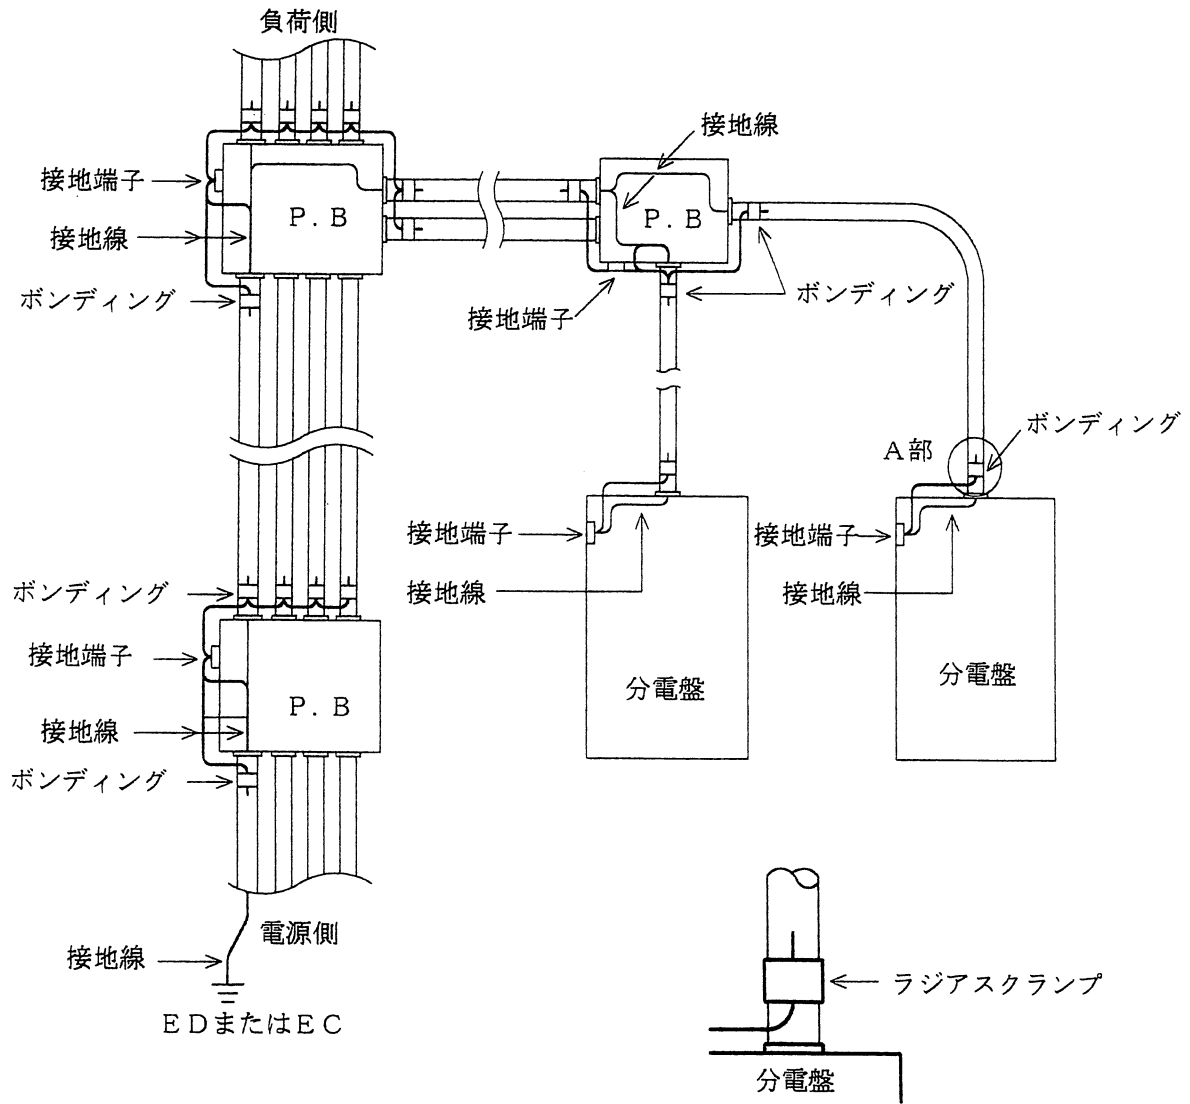 負荷側
接地線
接地端子
P.B
P.B
接地線
ボンディング
ボンディング
接地端子
ボンディング
A部
接地端子
接地端子
ボンディング
接地線
接地線
接地端子
分電盤
分電盤
P.B
接地線
ボンディング
電源側
接地線
ラジアスクランプ
EDまたはEC
分電盤